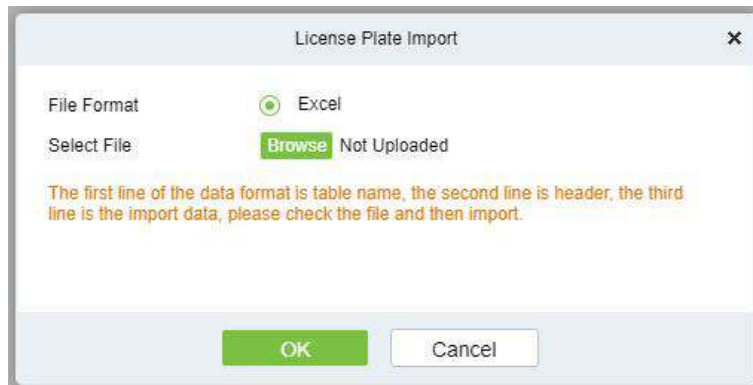 License Plate Import
File Format Excel
Select File Browse Not Uploaded
The first line of the data format is table name, the second line is header, the third
line is the import data, please check the file and then import.
OK Cancel